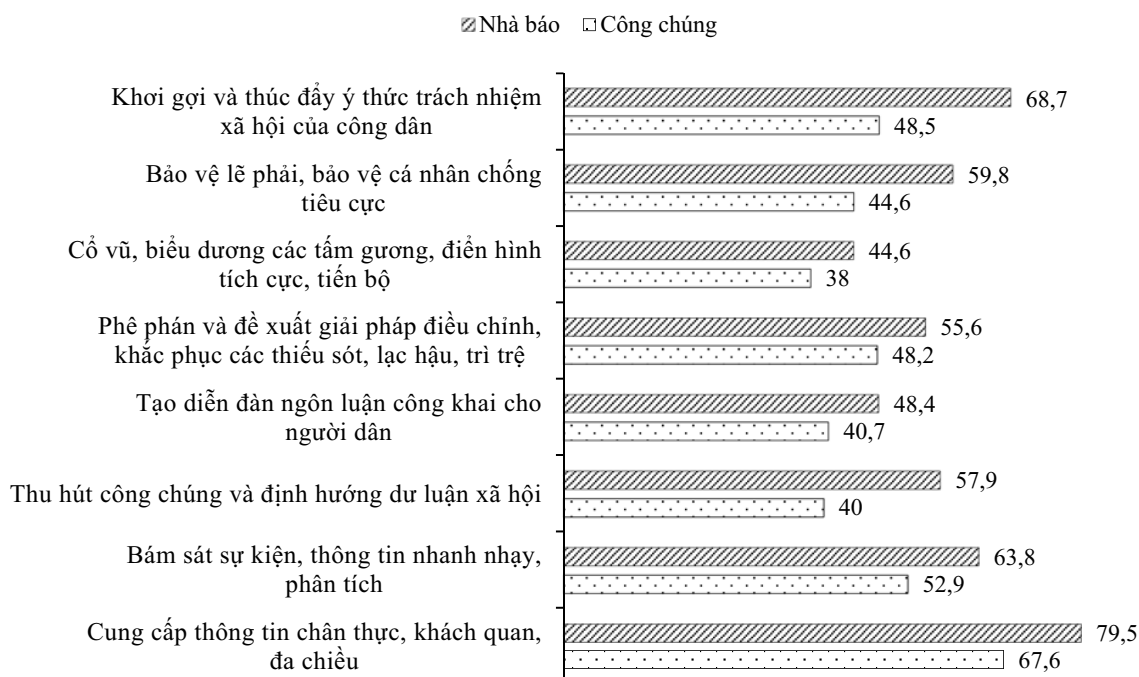 Nhà báo Công chúng
Khơi gợi và thúc đẩy ý thức trách nhiệm
xã hội của công dân
68,7
48,5
Bảo vệ lẽ phải, bảo vệ cá nhân chống
tiêu cực
59,8
44,6
Cổ vũ, biểu dương các tấm gương, điển hình
tích cực, tiến bộ
44,6
38
Phê phán và đề xuất giải pháp điều chỉnh,
khắc phục các thiếu sót, lạc hậu, trì trệ
55,6
48,2
Tạo diễn đàn ngôn luận công khai cho
người dân
48,4
40,7
Thu hút công chúng và định hướng dư luận xã hội
57,9
40
Bám sát sự kiện, thông tin nhanh nhạy,
phân tích
63,8
52,9
Cung cấp thông tin chân thực, khách quan,
đa chiều
79,5
67,6